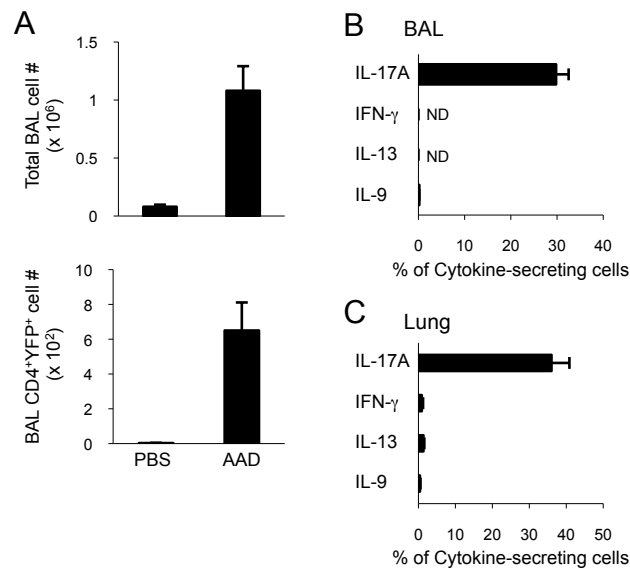 A
Total BAL cell #
(x 10⁶)
1.5
1
0.5
0
BAL CD4⁺YFP⁺ cell #
(x 10²)
10
8
6
4
2
0
PBS AAD
B BAL
IL-17A
IFN-γ ND
IL-13 ND
IL-9
0 10 20 30 40
% of Cytokine-secreting cells
C Lung
IL-17A
IFN-γ
IL-13
IL-9
0 10 20 30 40 50
% of Cytokine-secreting cells